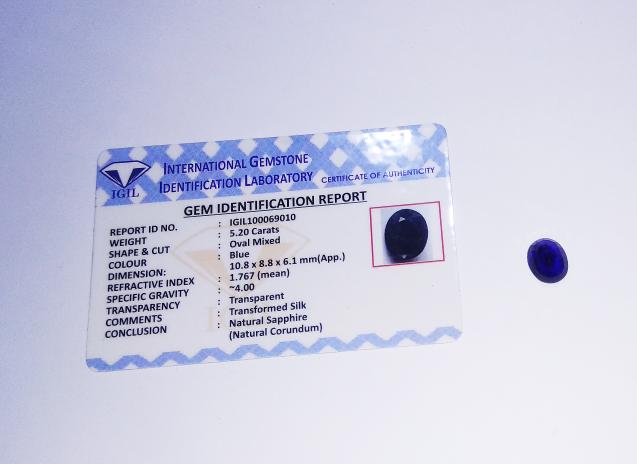 INTERNATIONAL GEMSTONE
IDENTIFICATION LABORATORY CERTIFICATE OF AUTHENTICITY
IGIL
GEM IDENTIFICATION REPORT
REPORT ID NO. : IGIL100069010
WEIGHT : 5.20 Carats
SHAPE & CUT : Oval Mixed
COLOUR : Blue
DIMENSION: 10.8 x 8.8 x 6.1 mm(App.)
REFRACTIVE INDEX : 1.767 (mean)
SPECIFIC GRAVITY : ~4.00
TRANSPARENCY : Transparent
COMMENTS : Transformed Silk
CONCLUSION : Natural Sapphire
(Natural Corundum)